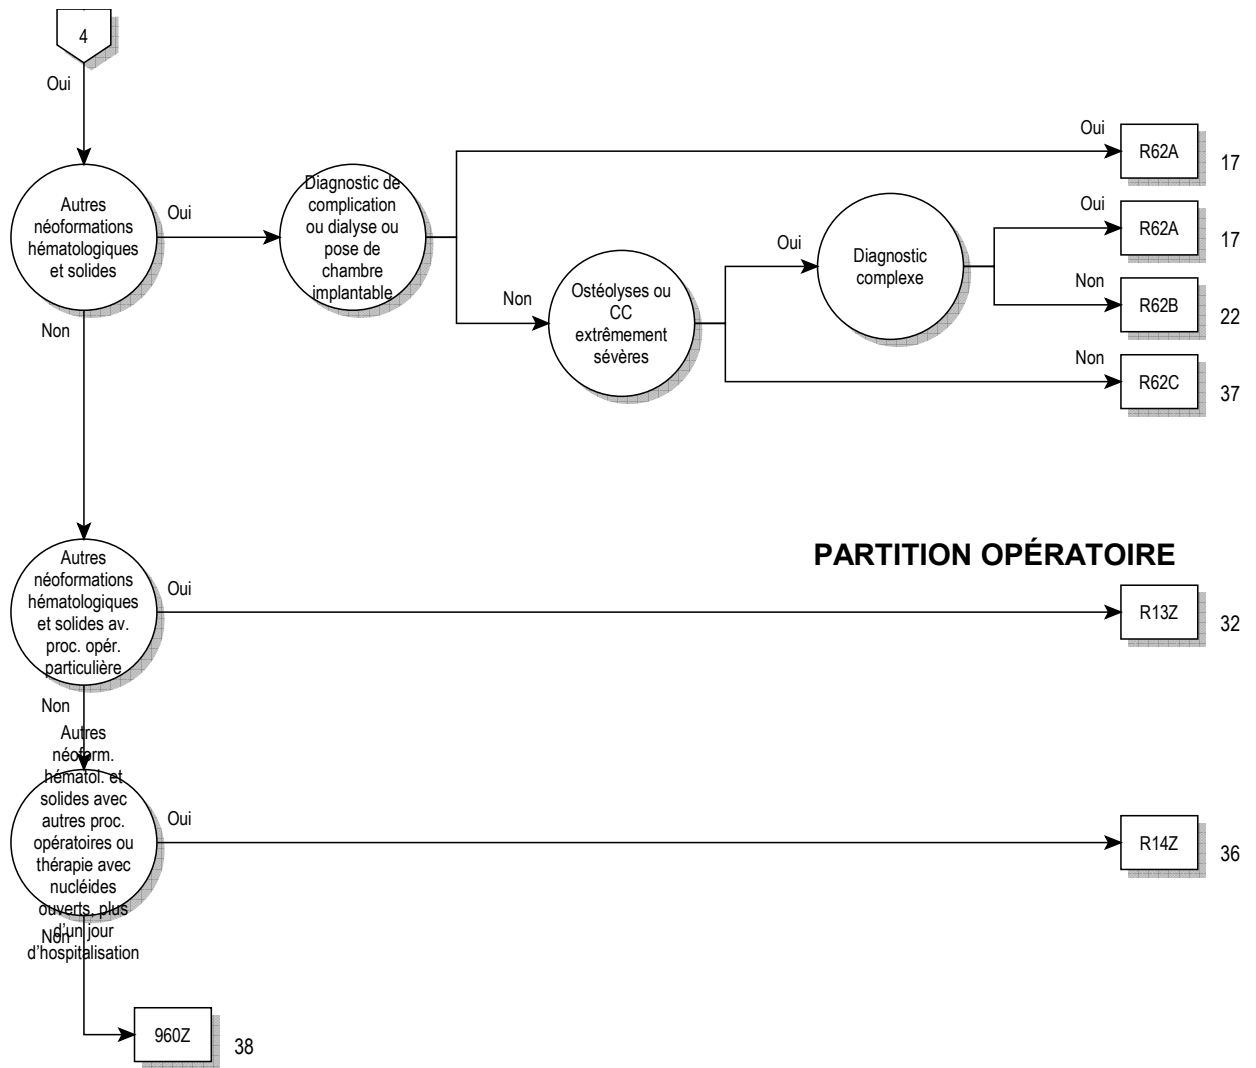 4
Oui
Autres
néoformations
hématologiques
et solides
Oui
Non
Diagnostic de
complication
ou dialyse ou
pose de
chambre
implantable
Oui
R62A
17
Non
Ostéolyses ou
CC
extrêmement
sévères
Oui
Diagnostic
complexe
Oui
R62A
17
Non
R62B
22
Non
R62C
37
PARTITION OPÉRATOIRE
Autres
néoformations
hématologiques
et solides av.
proc. opér.
particulière
Oui
R13Z
32
Non
Autres
néoform.
hématol. et
solides avec
autres proc.
opératoires ou
thérapie avec
nucléides
ouverts, plus
d'un jour
d'hospitalisation
Oui
R14Z
36
Non
960Z
38